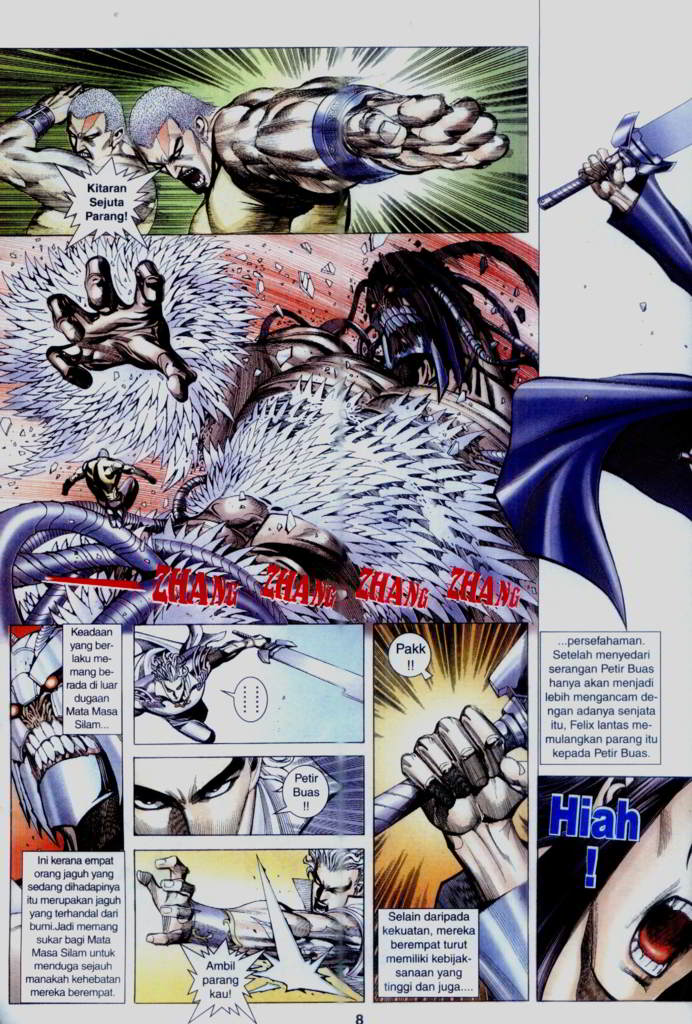 Kitaran
Sejuta
Parang!
ZHANG ZHANG ZHANG ZHANG
Keadaan
yang ber-
laku me-
mang be-
rada di luar
dugaan
Mata Masa
Silam...
Ini kerana empat
orang jaguh yang
sedang dihadapinya
itu merupakan jaguh
yang terhandal dari
bumi.Jadi memang
sukar bagi Mata
Masa Silam untuk
menduga sejauh
manakah kehebatan
mereka berempat.
Petir
Buas
!!
Ambil
parang
kau!
Pakk
!!
Selain daripada
kekuatan, mereka
berempat turut
memiliki kebijak-
sanaan yang
tinggi dan juga....
...persefahaman.
Setelah menyedari
serangan Petir Buas
hanya akan menjadi
lebih mengancam de-
ngan adanya senjata
itu, Felix lantas me-
mulangkan parang itu
kepada Petir Buas.
Hiah
!
8